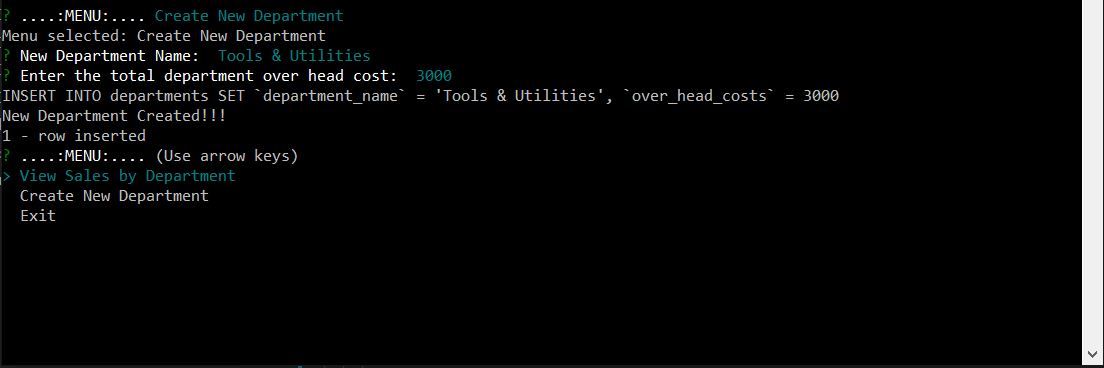 ? ....:MENU:.... Create New Department
Menu selected: Create New Department
? New Department Name:  Tools & Utilities
? Enter the total department over head cost:  3000
INSERT INTO departments SET `department_name` = 'Tools & Utilities', `over_head_costs` = 3000
New Department Created!!!
1 - row inserted
? ....:MENU:.... (Use arrow keys)
> View Sales by Department
  Create New Department
  Exit